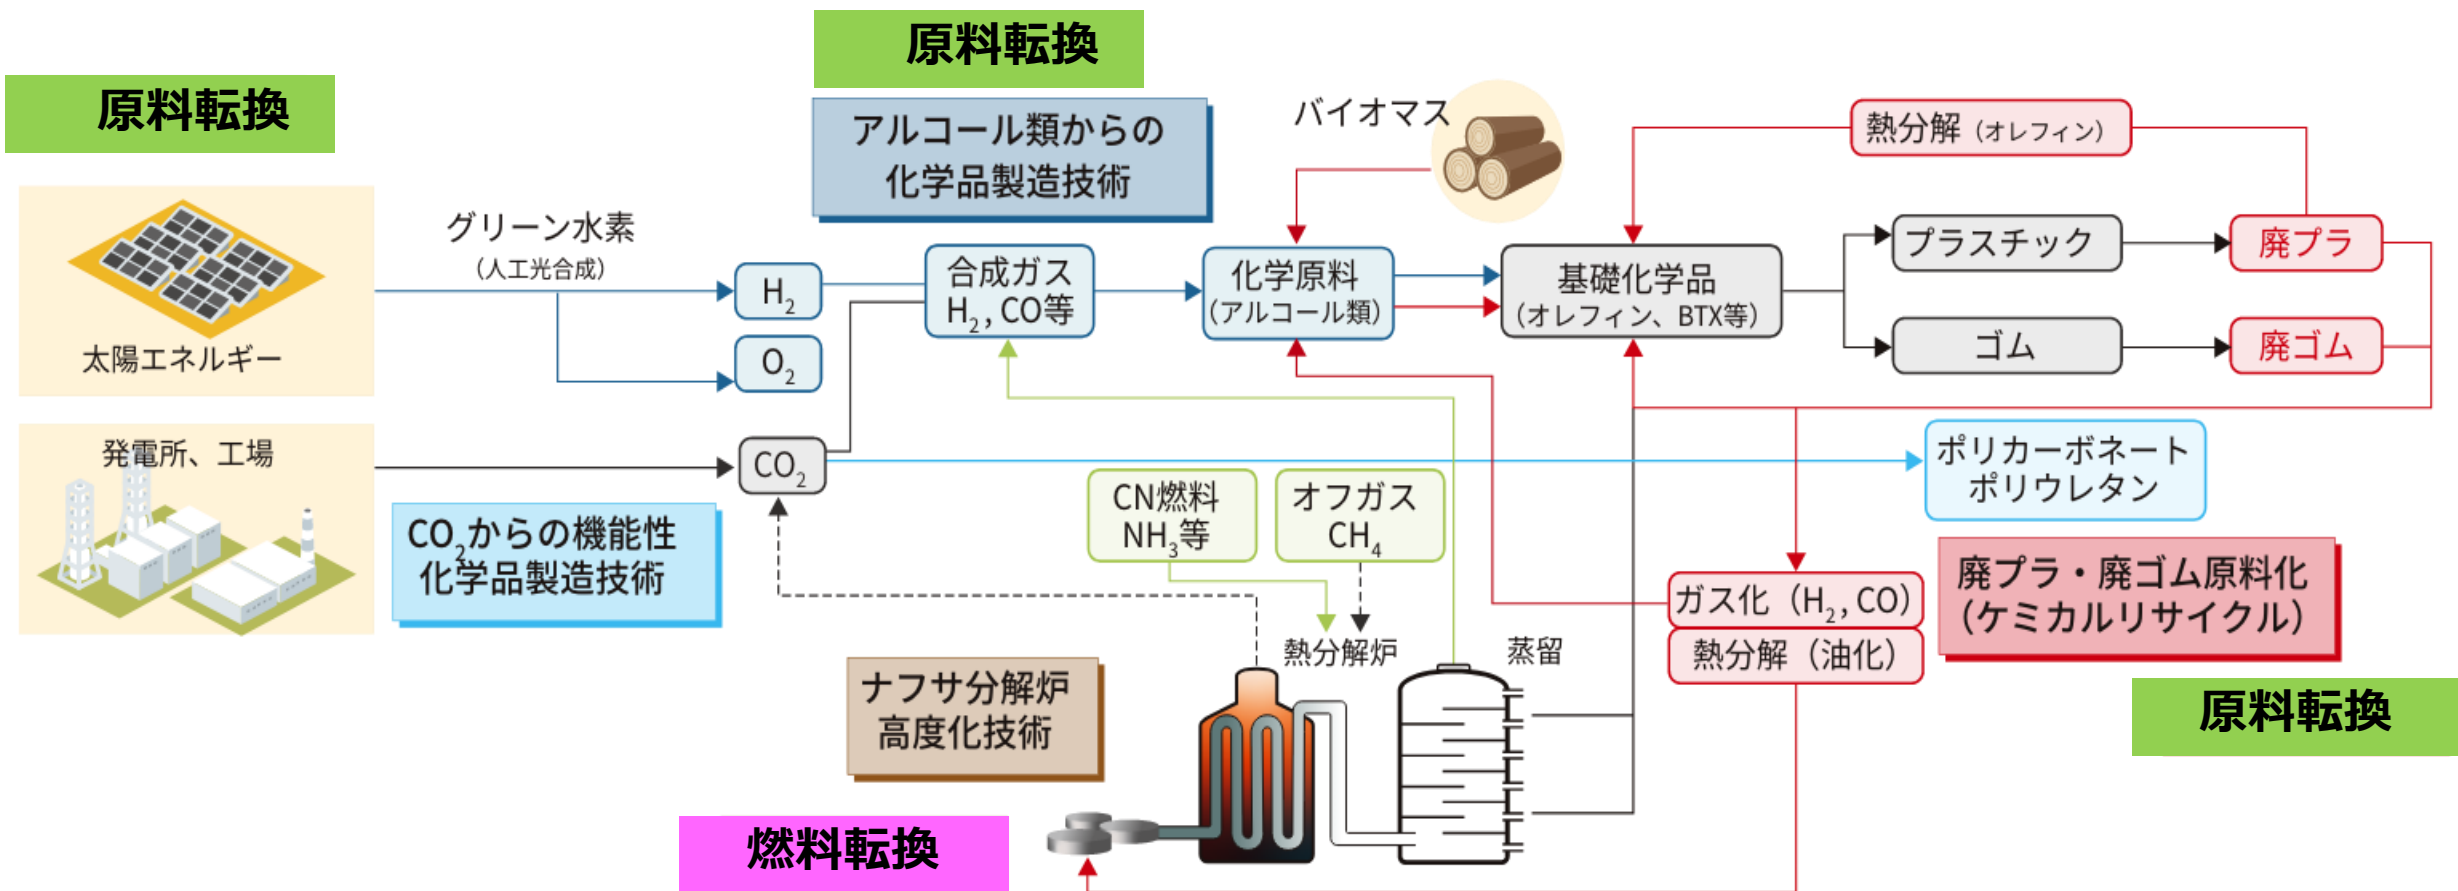 原料転換
原料転換
アルコール類からの
化学品製造技術
バイオマス
熱分解（オレフィン）
グリーン水素
（人工光合成）
太陽エネルギー
H₂
O₂
合成ガス
H₂, CO等
化学原料
（アルコール類）
基礎化学品
（オレフィン、BTX等）
プラスチック
廃プラ
ゴム
廃ゴム
発電所、工場
CO₂
ポリカーボネート
ポリウレタン
CO₂からの機能性
化学品製造技術
CN燃料
NH₃等
オフガス
CH₄
ガス化（H₂, CO）
熱分解（油化）
廃プラ・廃ゴム原料化
（ケミカルリサイクル）
熱分解炉
蒸留
ナフサ分解炉
高度化技術
原料転換
燃料転換